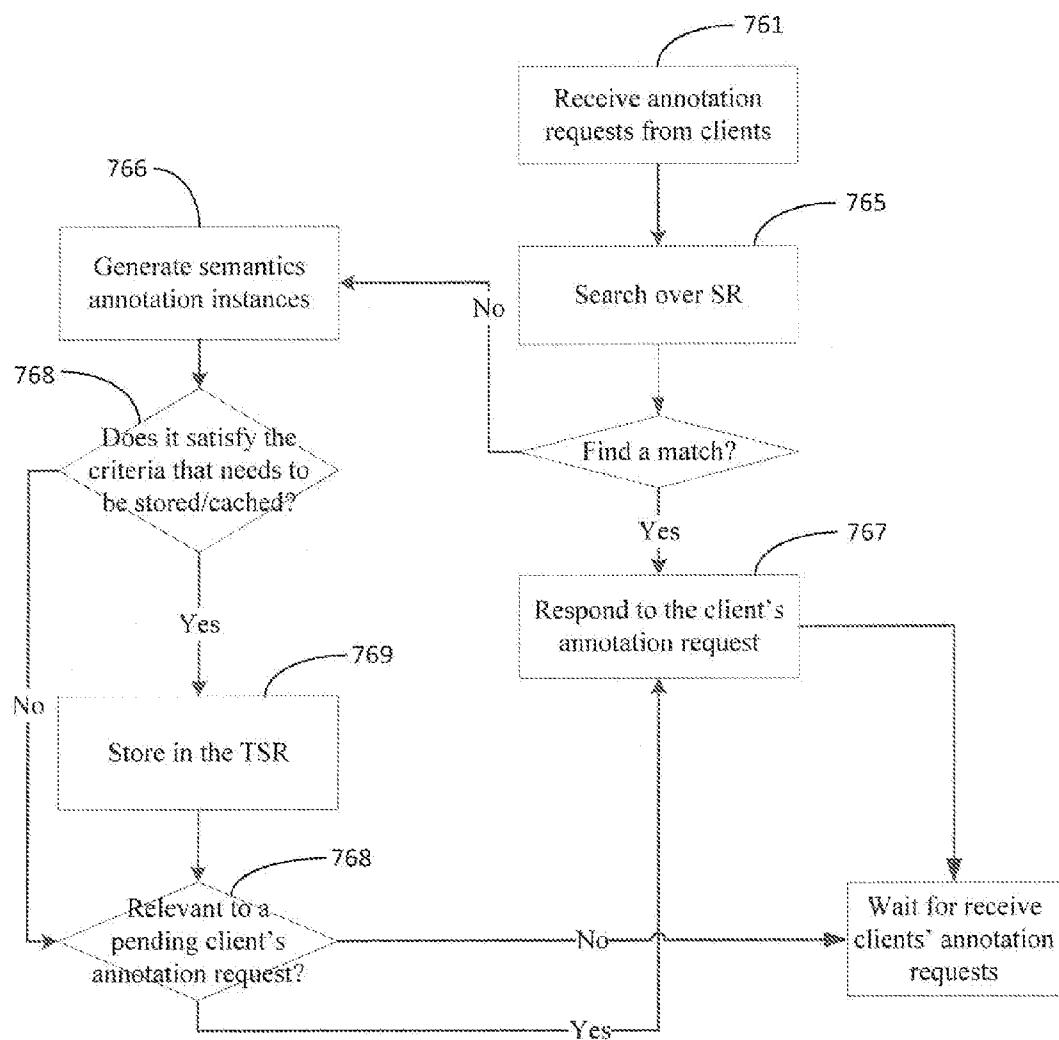 761
Receive annotation
requests from clients
766
765
Generate semantics
annotation instances
Search over SR
No
768
Does it satisfy the
criteria that needs to
be stored/cached?
Find a match?
Yes
767
Respond to the client's
annotation request
Yes
769
No
Store in the TSR
768
Relevant to a
pending client's
annotation request?
No
Wait for receive
clients' annotation
requests
Yes